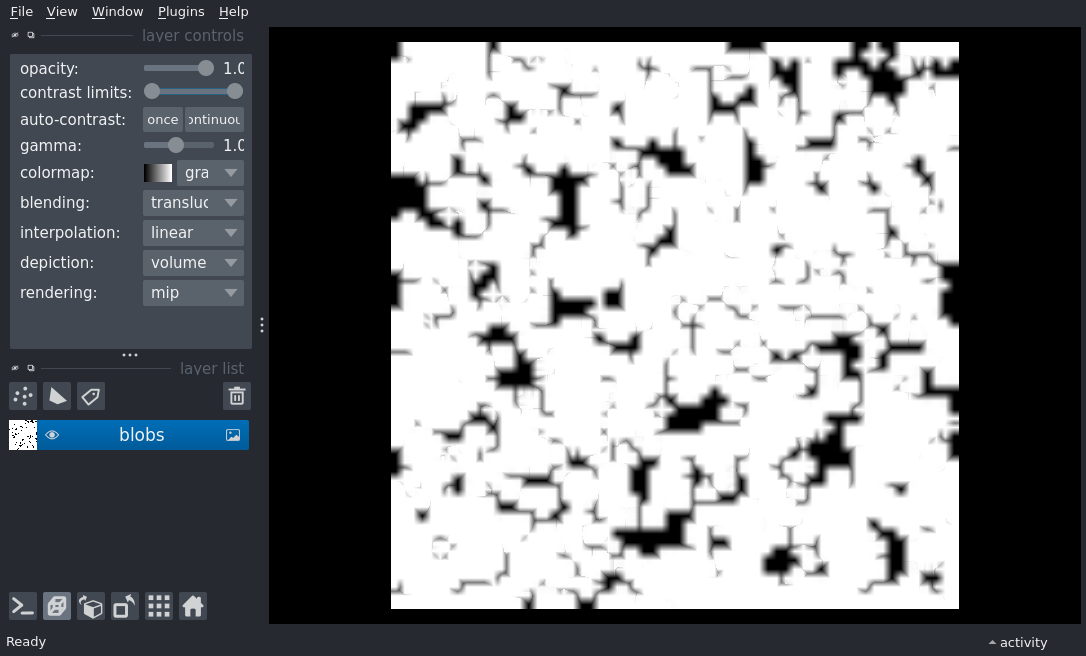 File View Window Plugins Help
layer controls
opacity: 1.0
contrast limits:
auto-contrast: once ontinuou
gamma: 1.0
colormap: gra
blending: transluc
interpolation: linear
depiction: volume
rendering: mip
layer list
blobs
Ready
activity